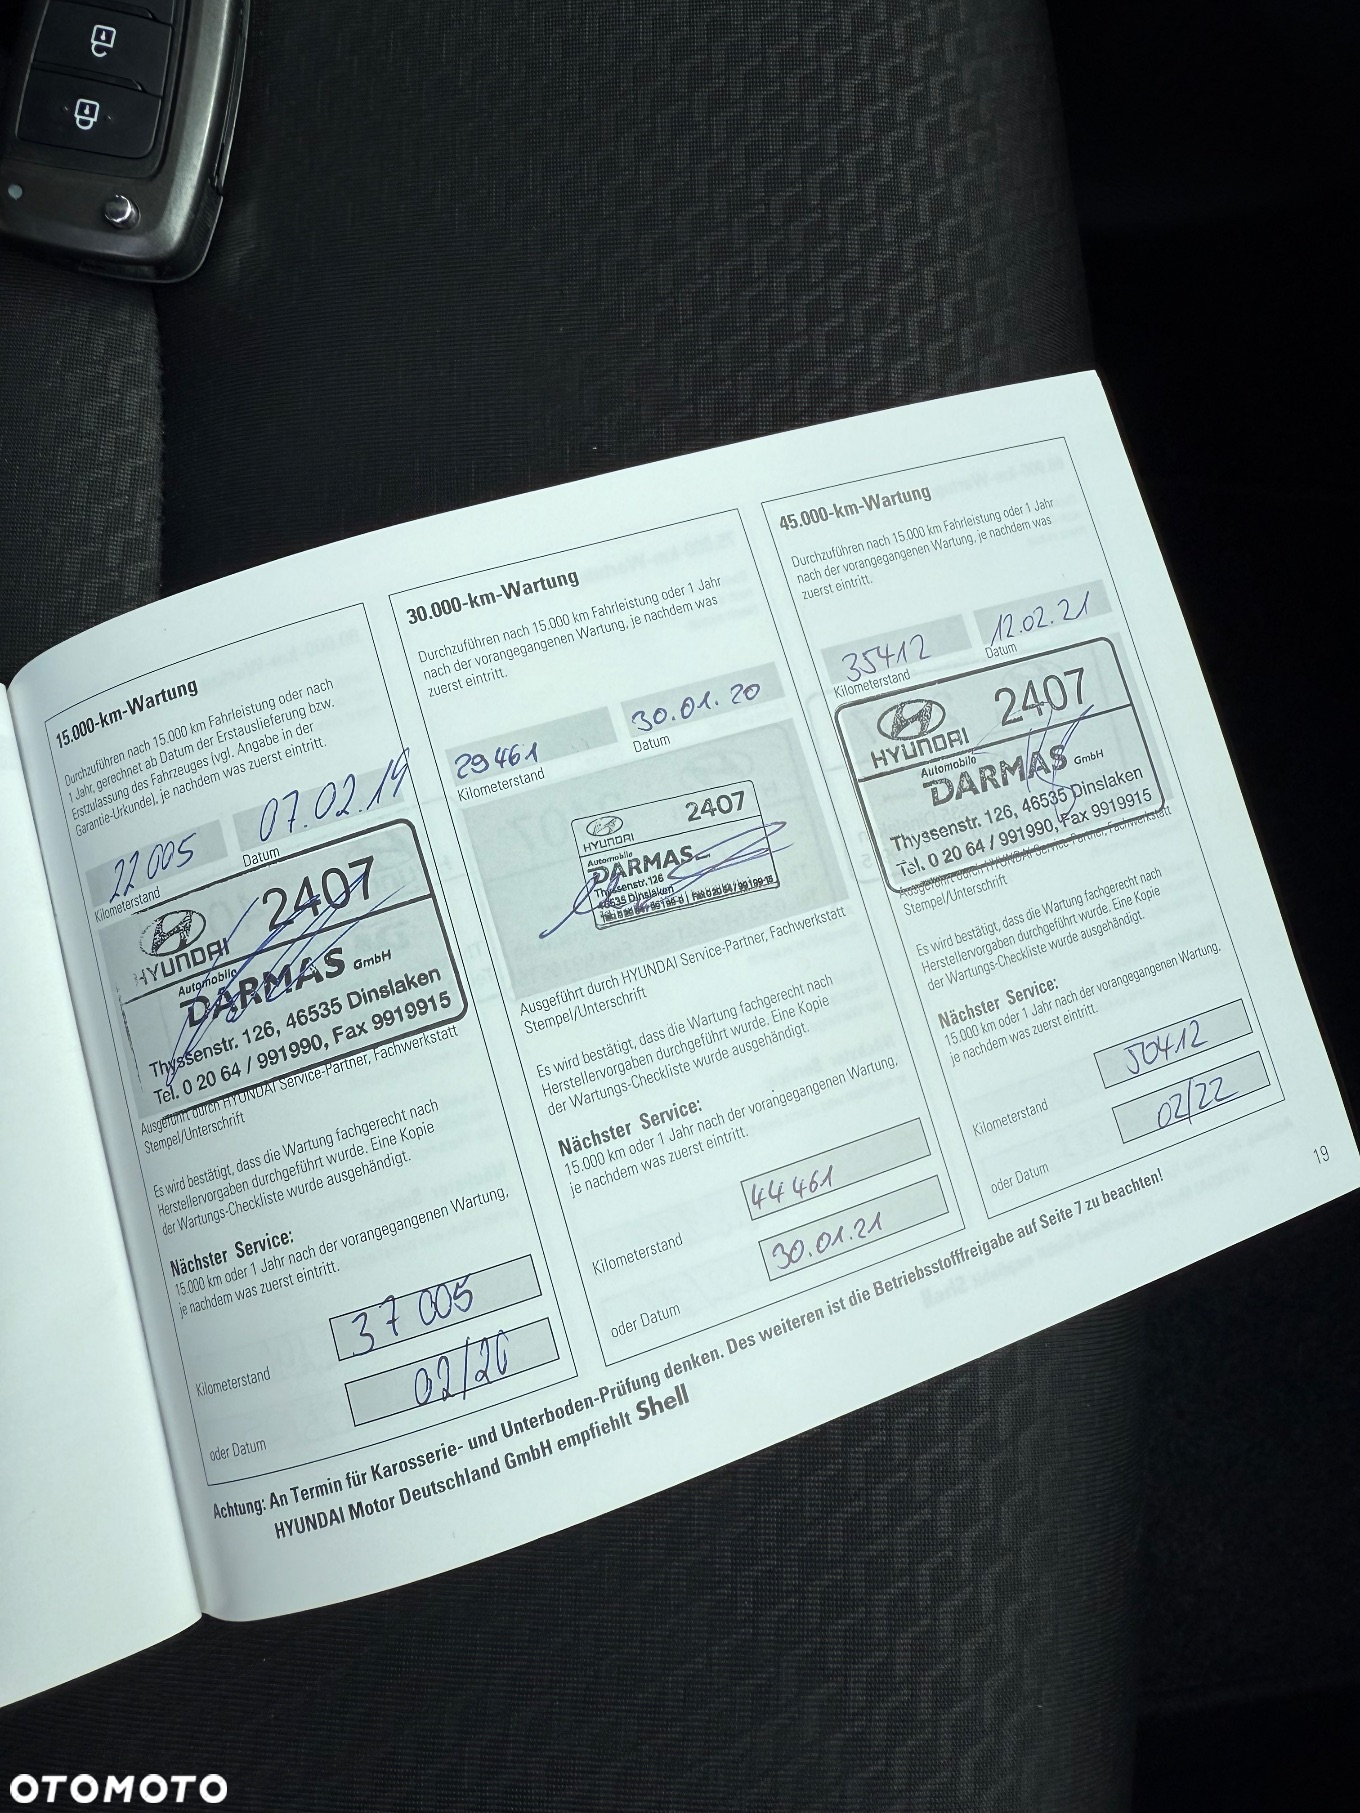 15.000-km-Wartung
Durchzuführen nach 15.000 km Fahrleistung oder nach
1 Jahr, gerechnet ab Datum der Erstauslieferung bzw.
Erstzulassung des Fahrzeuges (vgl. Angabe in der
Garantie-Urkunde), je nachdem was zuerst eintritt.
22 005
07.02.19
Kilometerstand
Datum
HYUNDAI
2407
Automobile
DARMAS GmbH
Thyssenstr. 126, 46535 Dinslaken
Tel. 0 20 64 / 991990, Fax 9919915
Ausgeführt durch HYUNDAI Service-Partner, Fachwerkstatt
Stempel/Unterschrift
Es wird bestätigt, dass die Wartung fachgerecht nach
Herstellervorgaben durchgeführt wurde. Eine Kopie
der Wartungs-Checkliste wurde ausgehändigt.
Nächster Service:
15.000 km oder 1 Jahr nach der vorangegangenen Wartung,
je nachdem was zuerst eintritt.
37 005
Kilometerstand
02/20
oder Datum
30.000-km-Wartung
Durchzuführen nach 15.000 km Fahrleistung oder 1 Jahr
nach der vorangegangenen Wartung, je nachdem was
zuerst eintritt.
29 461
30.01.20
Kilometerstand
Datum
HYUNDAI
2407
Automobile
DARMAS
Thyssenstr. 126
46535 Dinslaken
Ausgeführt durch HYUNDAI Service-Partner, Fachwerkstatt
Stempel/Unterschrift
Es wird bestätigt, dass die Wartung fachgerecht nach
Herstellervorgaben durchgeführt wurde. Eine Kopie
der Wartungs-Checkliste wurde ausgehändigt.
Nächster Service:
15.000 km oder 1 Jahr nach der vorangegangenen Wartung,
je nachdem was zuerst eintritt.
44 461
Kilometerstand
30.01.21
oder Datum
45.000-km-Wartung
Durchzuführen nach 15.000 km Fahrleistung oder 1 Jahr
nach der vorangegangenen Wartung, je nachdem was
zuerst eintritt.
35412
12.02.21
Kilometerstand
Datum
HYUNDAI
2407
Automobile
DARMAS GmbH
Thyssenstr. 126, 46535 Dinslaken
Tel. 0 20 64 / 991990, Fax 9919915
Ausgeführt durch HYUNDAI Service-Partner, Fachwerkstatt
Stempel/Unterschrift
Es wird bestätigt, dass die Wartung fachgerecht nach
Herstellervorgaben durchgeführt wurde. Eine Kopie
der Wartungs-Checkliste wurde ausgehändigt.
Nächster Service:
15.000 km oder 1 Jahr nach der vorangegangenen Wartung,
je nachdem was zuerst eintritt.
50412
Kilometerstand
02/22
oder Datum
Achtung: An Termin für Karosserie- und Unterboden-Prüfung denken. Des weiteren ist die Betriebsstofffreigabe auf Seite 7 zu beachten!
HYUNDAI Motor Deutschland GmbH empfiehlt Shell
19
OTOMOTO